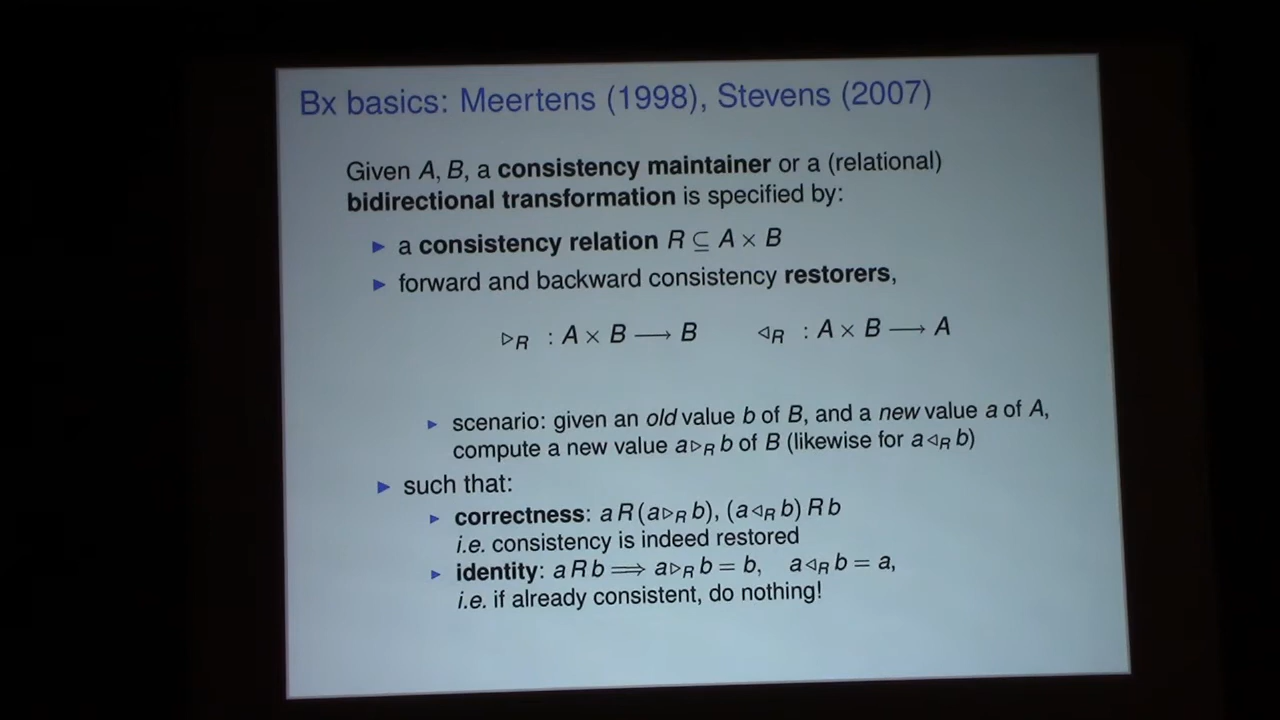 Bx basics: Meertens (1998), Stevens (2007)
Given A, B, a consistency maintainer or a (relational)
bidirectional transformation is specified by:
▶ a consistency relation R ⊆ A × B
▶ forward and backward consistency restorers,
▷R : A × B ⟶ B ◁R : A × B ⟶ A
▶ scenario: given an old value b of B, and a new value a of A,
compute a new value a▷R b of B (likewise for a◁R b)
▶ such that:
▶ correctness: a R (a▷R b), (a◁R b) R b
i.e. consistency is indeed restored
▶ identity: a R b ⟹ a▷R b = b, a◁R b = a,
i.e. if already consistent, do nothing!